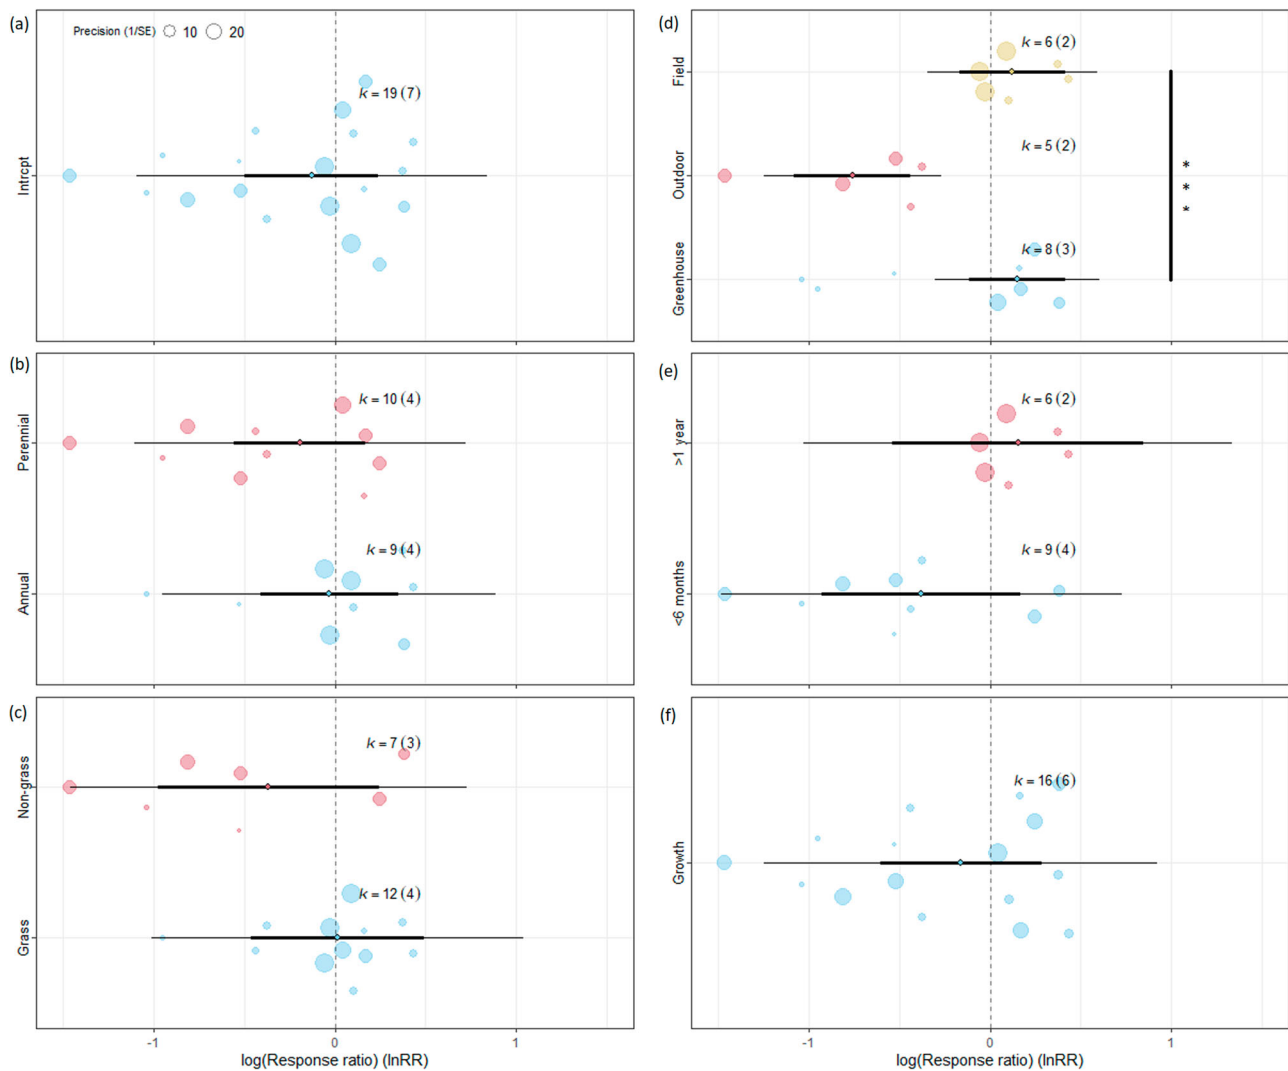 (a)
Precision (1/SE) 10 20
k = 19 (7)
Intrcpt
(b)
Perennial
k = 10 (4)
Annual
k = 9 (4)
(c)
Non-grass
k = 7 (3)
Grass
k = 12 (4)
-1 0 1
log(Response ratio) (lnRR)
(d)
Field
k = 6 (2)
Outdoor
k = 5 (2)
***
Greenhouse
k = 8 (3)
(e)
>1 year
k = 6 (2)
<6 months
k = 9 (4)
(f)
Growth
k = 16 (6)
-1 0 1
log(Response ratio) (lnRR)